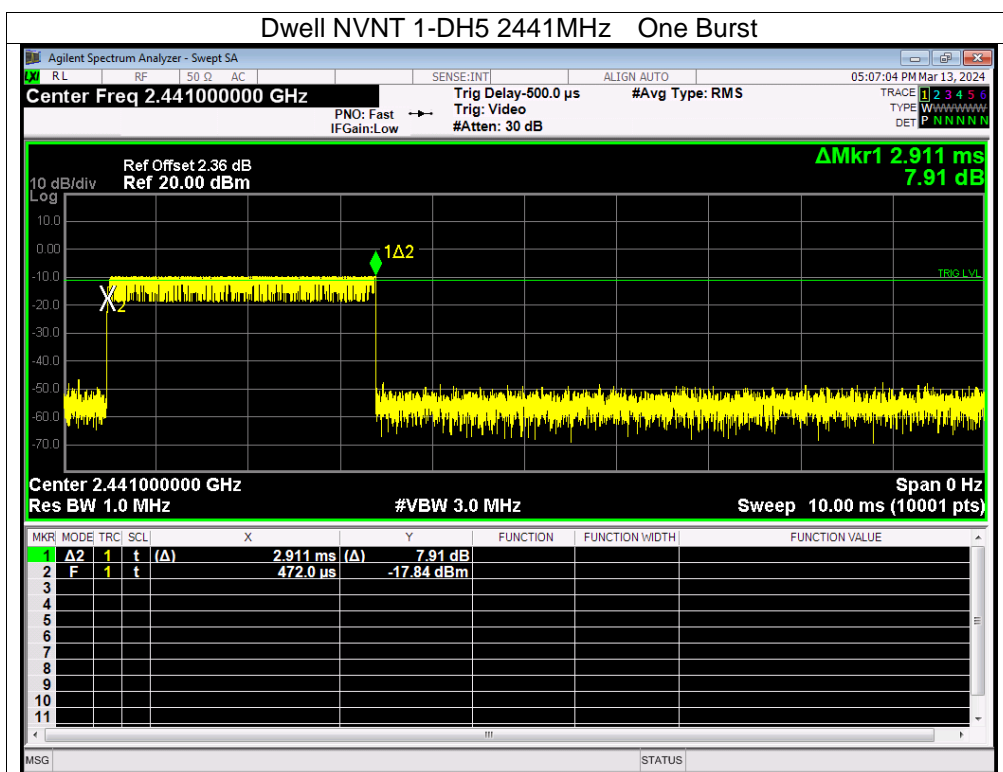 Dwell NVNT 1-DH5 2441MHz One Burst
Agilent Spectrum Analyzer - Swept SA
LXI RL RF 50 Ω AC SENSE:INT ALIGN AUTO 05:07:04 PM Mar 13, 2024
Center Freq 2.441000000 GHz Trig Delay-500.0 µs #Avg Type: RMS TRACE 1 2 3 4 5 6
PNO: Fast Trig: Video TYPE WWWWWW
IFGain:Low #Atten: 30 dB DET P N N N N N
ΔMkr1 2.911 ms
Ref Offset 2.36 dB
10 dB/div Ref 20.00 dBm 7.91 dB
Log
10.0
0.00
1Δ2
-10.0
TRIG LVL
X2
-20.0
-30.0
-40.0
-50.0
-60.0
-70.0
Center 2.441000000 GHz Span 0 Hz
Res BW 1.0 MHz #VBW 3.0 MHz Sweep 10.00 ms (10001 pts)
MKR MODE TRC SCL X Y FUNCTION FUNCTION WIDTH FUNCTION VALUE
1 Δ2 1 t (Δ) 2.911 ms (Δ) 7.91 dB
2 F 1 t 472.0 µs -17.84 dBm
3
4
5
6
7
8
9
10
11
MSG STATUS